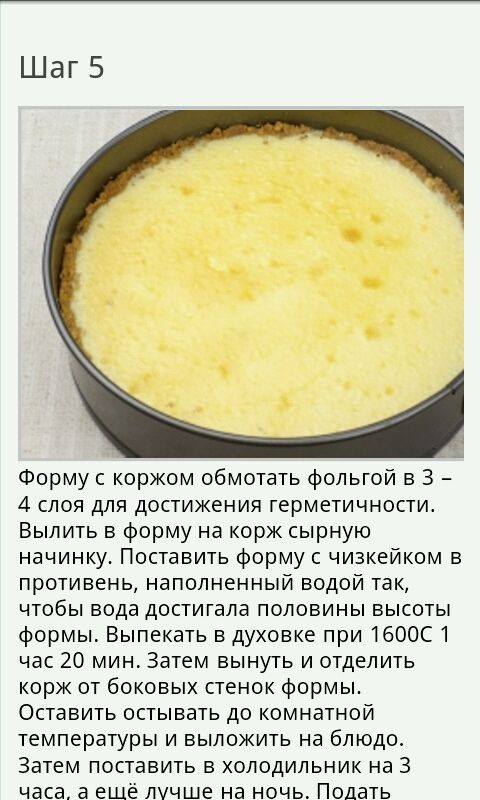 Шаг 5
Форму с коржом обмотать фольгой в 3 –
4 слоя для достижения герметичности.
Вылить в форму на корж сырную
начинку. Поставить форму с чизкейком в
противень, наполненный водой так,
чтобы вода достигала половины высоты
формы. Выпекать в духовке при 1600С 1
час 20 мин. Затем вынуть и отделить
корж от боковых стенок формы.
Оставить остывать до комнатной
температуры и выложить на блюдо.
Затем поставить в холодильник на 3
часа, а ещё лучше на ночь. Подать